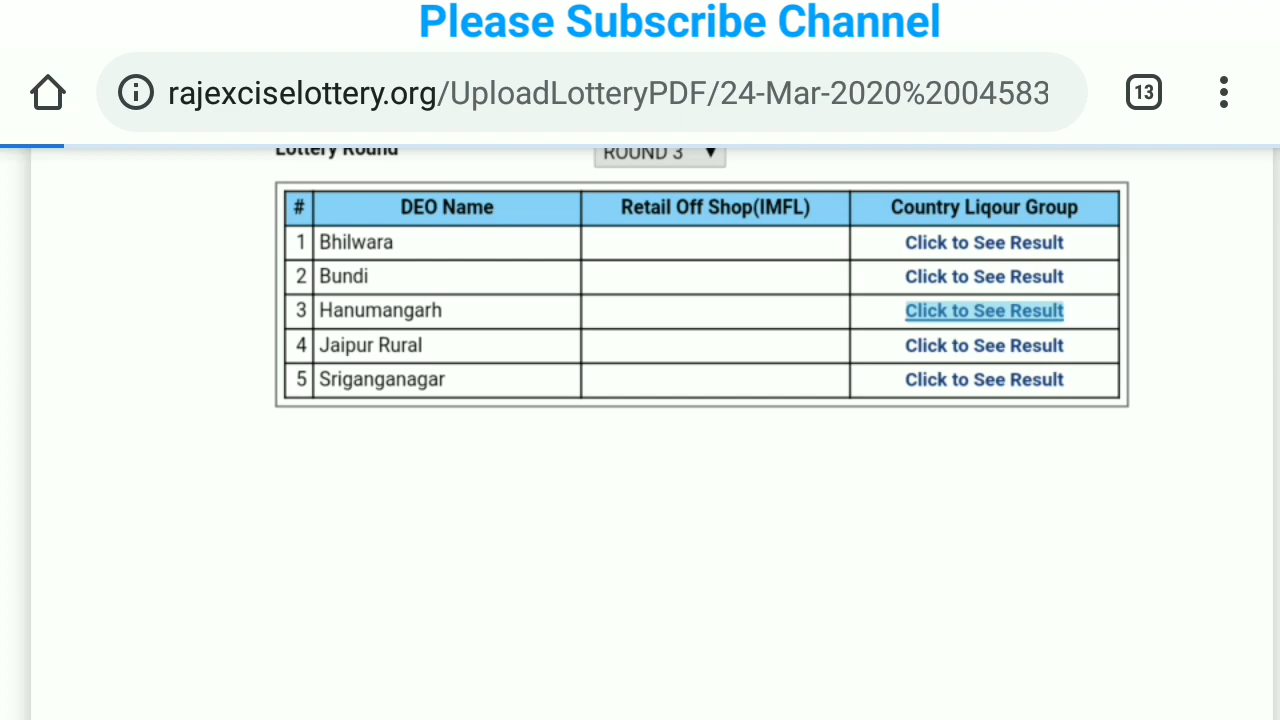 Please Subscribe Channel
rajexciselottery.org/UploadLotteryPDF/24-Mar-2020%2004583
13
Lottery Round ROUND 3 ▼
# DEO Name Retail Off Shop(IMFL) Country Liqour Group
1 Bhilwara Click to See Result
2 Bundi Click to See Result
3 Hanumangarh Click to See Result
4 Jaipur Rural Click to See Result
5 Sriganganagar Click to See Result